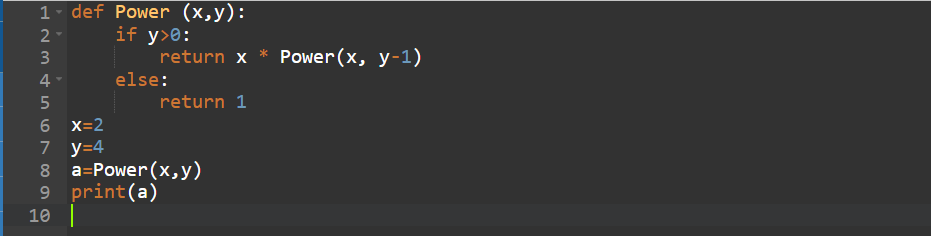 1 def Power (x,y):
2     if y>0:
3         return x * Power(x, y-1)
4     else:
5         return 1
6 x=2
7 y=4
8 a=Power(x,y)
9 print(a)
10